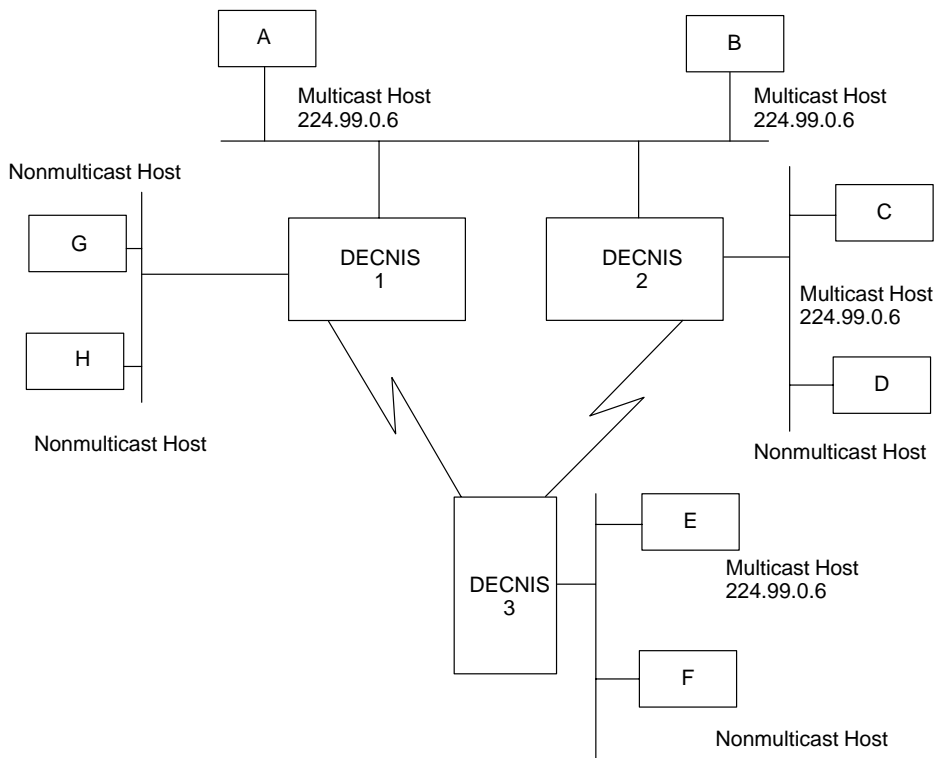 A
B
Multicast Host
224.99.0.6
Multicast Host
224.99.0.6
Nonmulticast Host
G
DECNIS
1
DECNIS
2
C
Multicast Host
224.99.0.6
H
D
Nonmulticast Host
Nonmulticast Host
E
Multicast Host
224.99.0.6
DECNIS
3
F
Nonmulticast Host